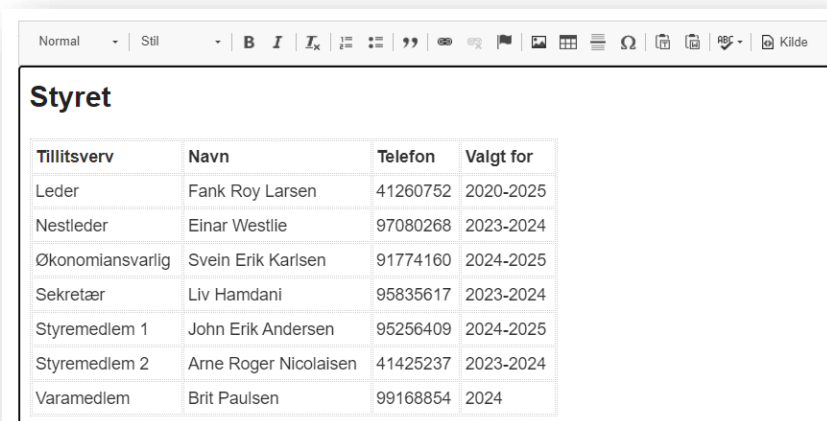 Normal Stil B I Tx ABC Kilde
Styret
Tillitsverv Navn Telefon Valgt for
Leder Fank Roy Larsen 41260752 2020-2025
Nestleder Einar Westlie 97080268 2023-2024
Økonomiansvarlig Svein Erik Karlsen 91774160 2024-2025
Sekretær Liv Hamdani 95835617 2023-2024
Styremedlem 1 John Erik Andersen 95256409 2024-2025
Styremedlem 2 Arne Roger Nicolaisen 41425237 2023-2024
Varamedlem Brit Paulsen 99168854 2024